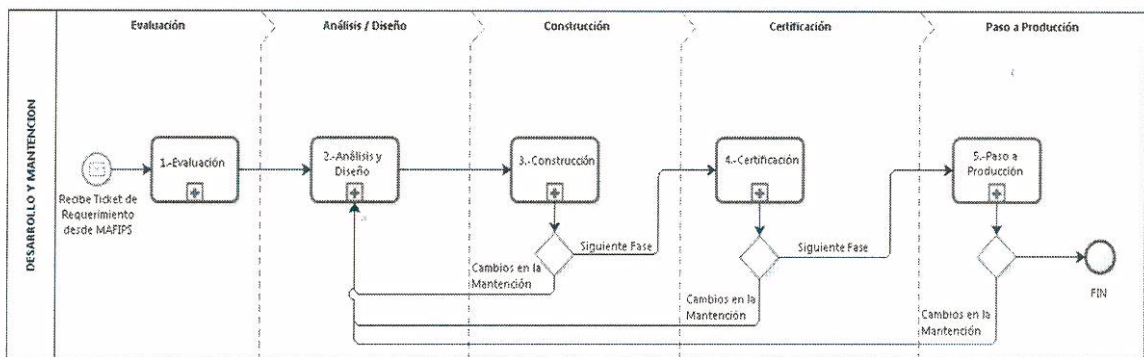 DESARROLLO Y MANTENCION
Evaluación
Análisis / Diseño
Construcción
Certificación
Paso a Producción
Recibe Ticket de
Requerimiento
desde MAFIPS
1.-Evaluación
2.-Análisis y
Diseño
3.-Construcción
4.-Certificación
5.-Paso a
Producción
Siguiente Fase
Cambios en la
Mantención
Siguiente Fase
Cambios en la
Mantención
Cambios en la
Mantención
FIN